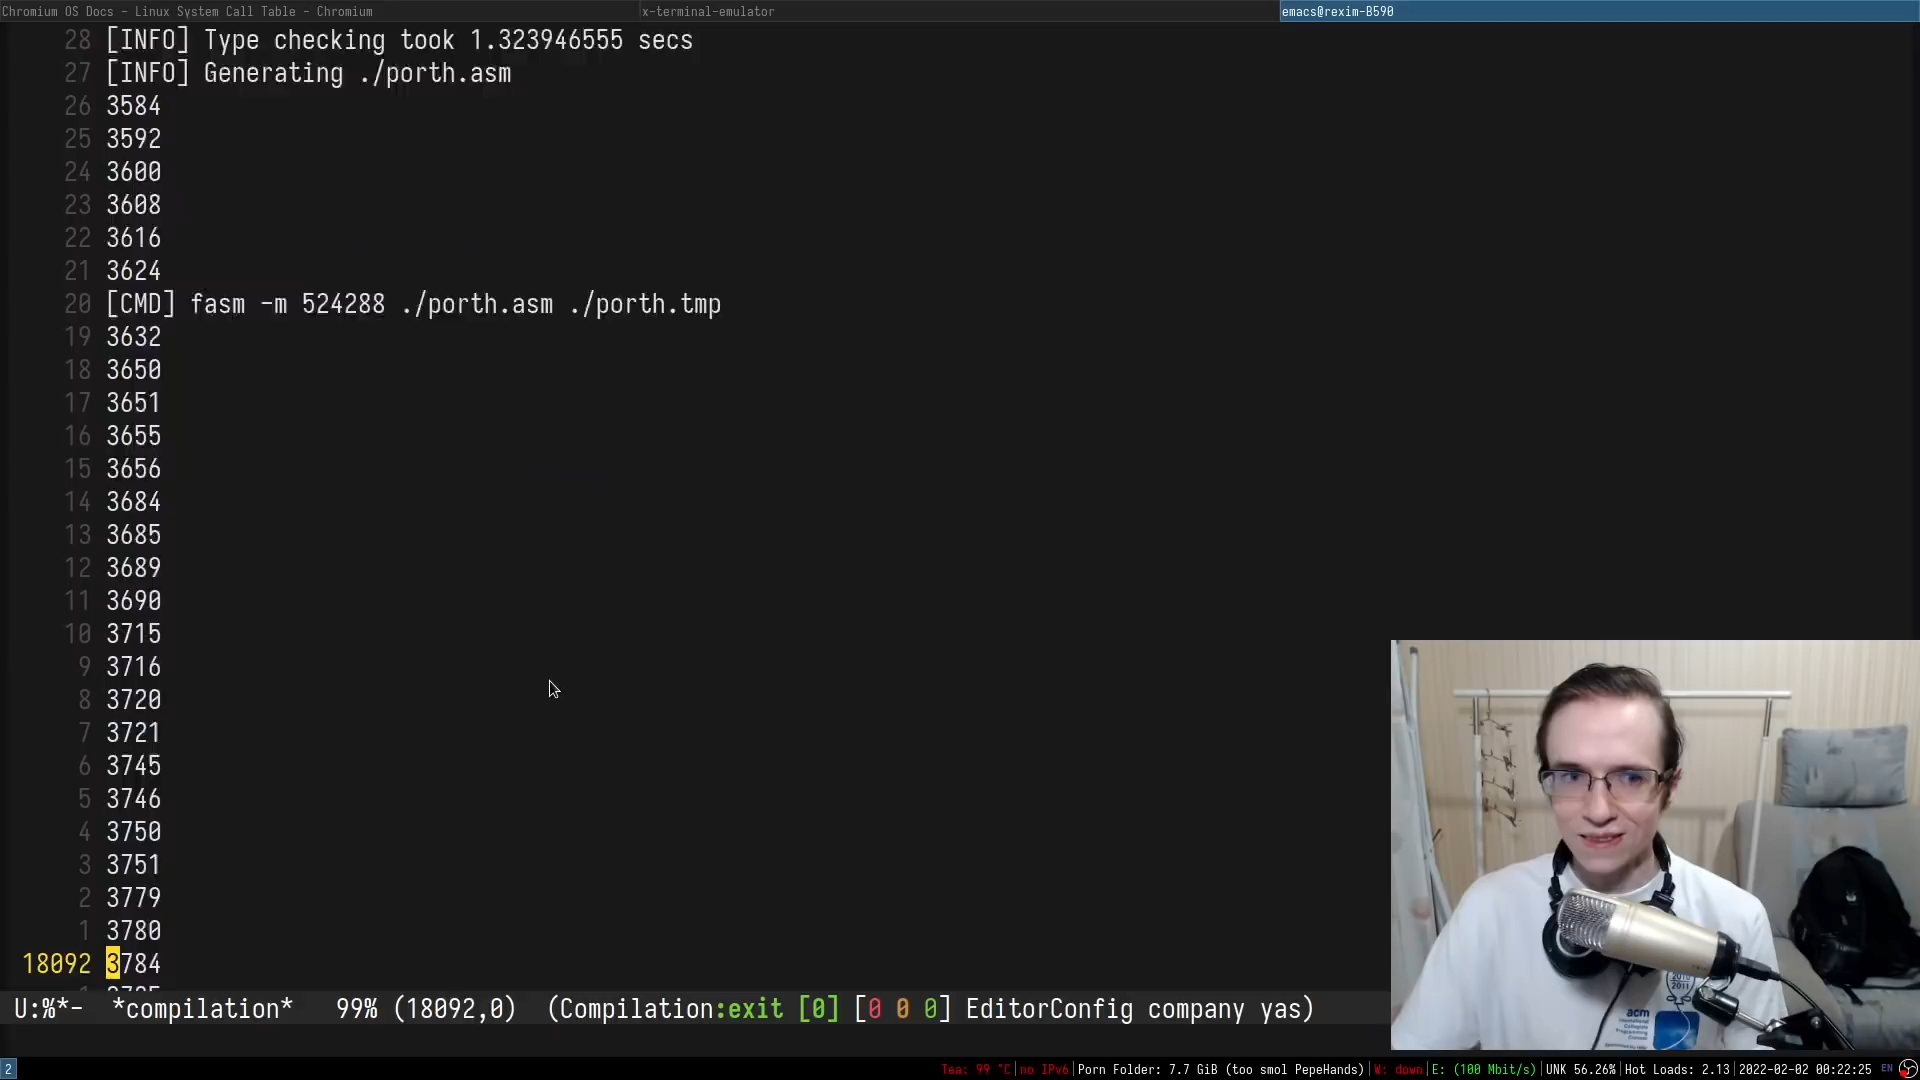 Chromium OS Docs - Linux System Call Table - Chromium
x-terminal-emulator
emacs@rexim-B590
28 [INFO] Type checking took 1.323946555 secs
27 [INFO] Generating ./porth.asm
26 3584
25 3592
24 3600
23 3608
22 3616
21 3624
20 [CMD] fasm -m 524288 ./porth.asm ./porth.tmp
19 3632
18 3650
17 3651
16 3655
15 3656
14 3684
13 3685
12 3689
11 3690
10 3715
9 3716
8 3720
7 3721
6 3745
5 3746
4 3750
3 3751
2 3779
1 3780
18092 3784
U:%*- *compilation* 99% (18092,0) (Compilation:exit [0] [0 0 0] EditorConfig company yas)
2010
2011
acm
International Collegiate
2
Tea: 99 °C|no IPv6|Porn Folder: 7.7 GiB (too smol PepeHands)|W: down|E: (100 Mbit/s)|UNK 56.26%|Hot Loads: 2.13|2022-02-02 00:22:25
EN